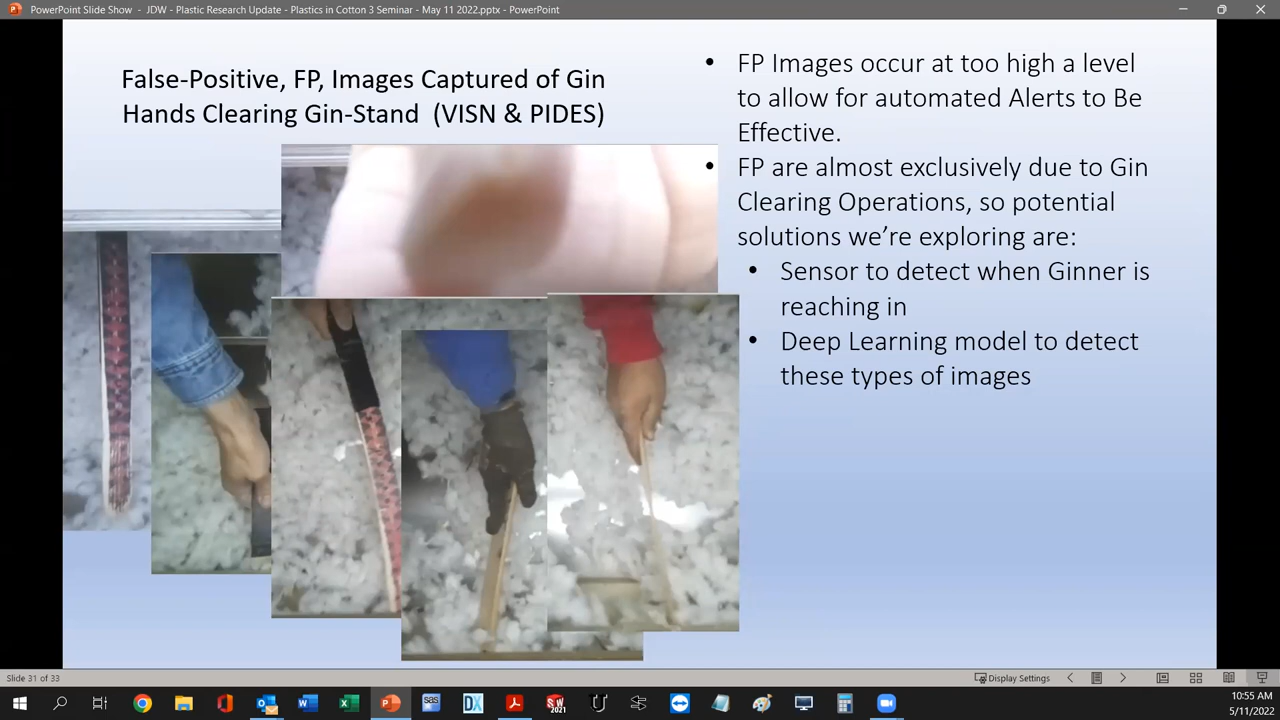 PowerPoint Slide Show - JDW - Plastic Research Update - Plastics in Cotton 3 Seminar - May 11 2022.pptx - PowerPoint
False-Positive, FP, Images Captured of Gin
Hands Clearing Gin-Stand (VISN & PIDES)
• FP Images occur at too high a level
to allow for automated Alerts to Be
Effective.
• FP are almost exclusively due to Gin
Clearing Operations, so potential
solutions we’re exploring are:
• Sensor to detect when Ginner is
reaching in
• Deep Learning model to detect
these types of images
Slide 31 of 33
Display Settings
sas
DX
SW
2021
10:55 AM
5/11/2022